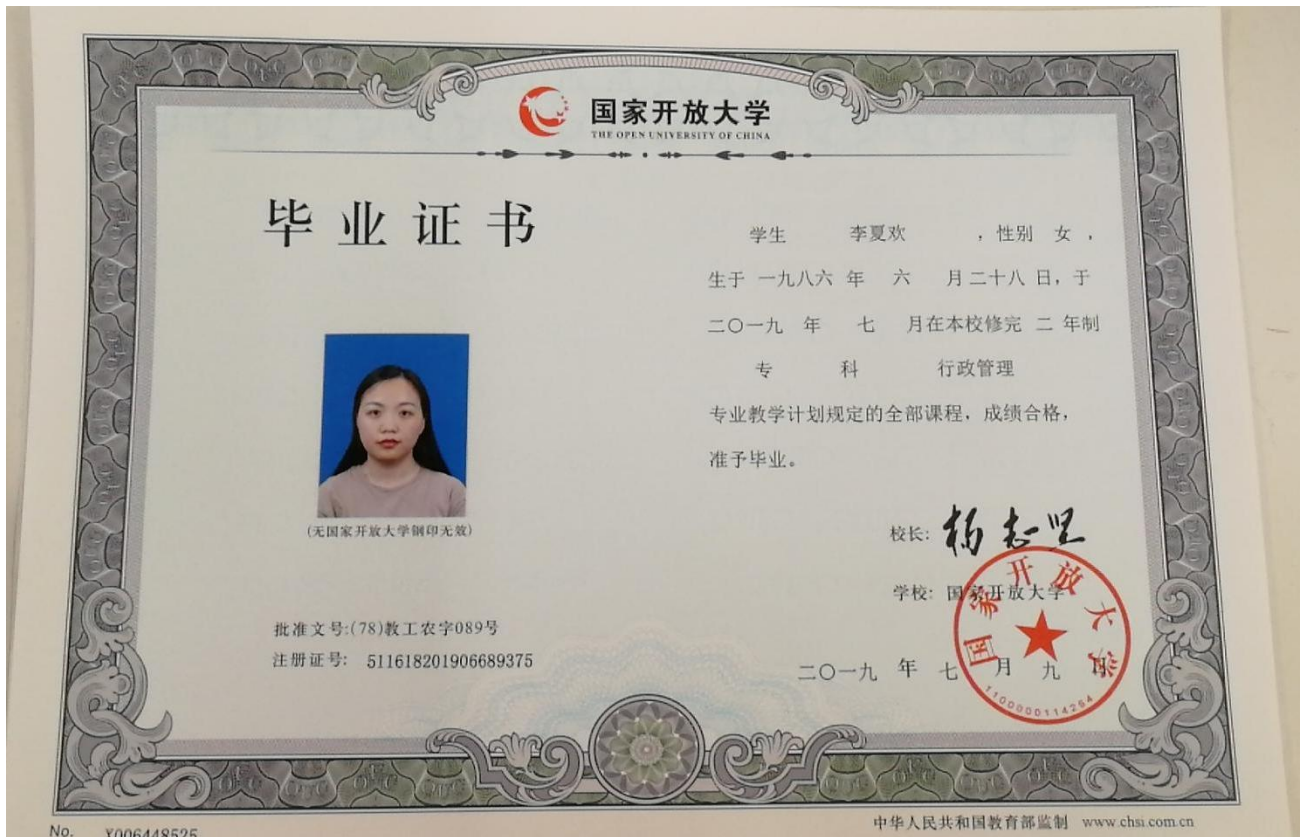 国家开放大学
THE OPEN UNIVERSITY OF CHINA
毕业证书
(无国家开放大学钢印无效)
批准文号:(78)教工农字089号
注册证号: 511618201906689375
学生 李夏欢 ，性别 女 ，
生于 一九八六 年 六 月二十八 日，于
二〇一九 年 七 月在本校修完 二 年制
专 科 行政管理
专业教学计划规定的全部课程，成绩合格，
准予毕业。
校长: 杨志坚
学校: 国家开放大学
二〇一九 年 七 月 九 日
国家开放大学
1100000114284
No. X006448525
中华人民共和国教育部监制 www.chsi.com.cn